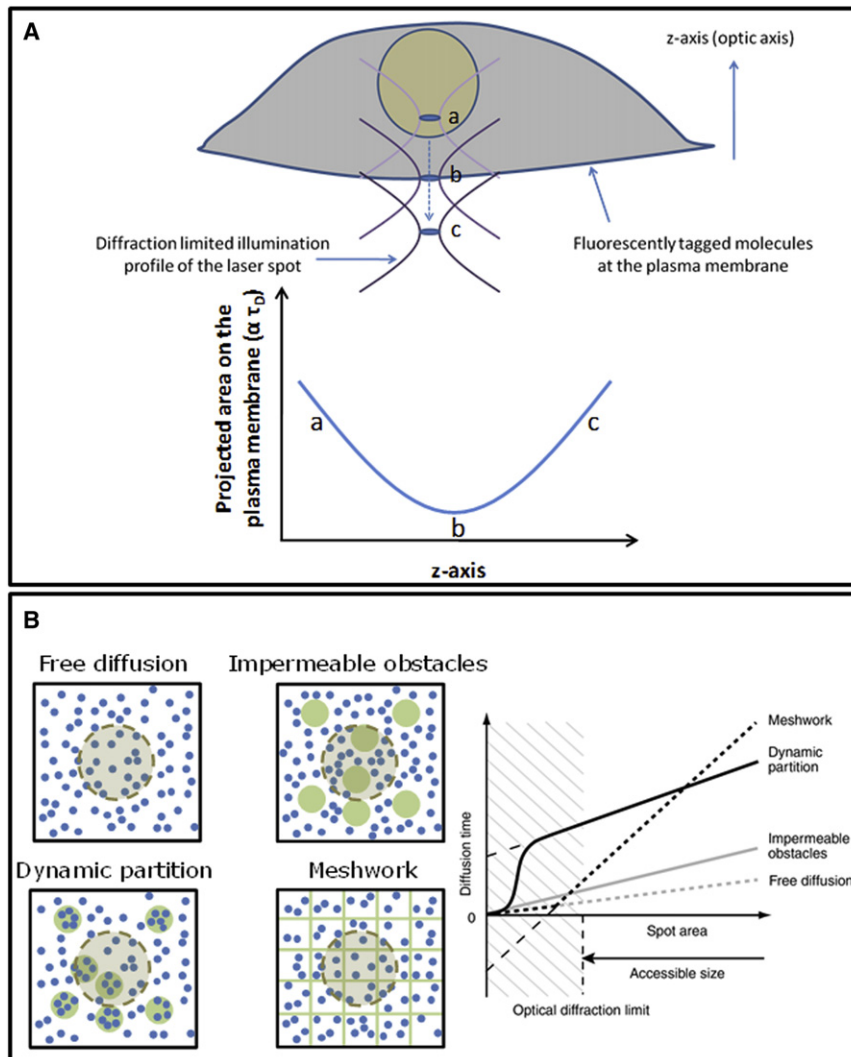 A
z-axis (optic axis)
a
b
c
Diffraction limited illumination
profile of the laser spot
Fluorescently tagged molecules
at the plasma membrane
Projected area on the
plasma membrane (α τD)
a
c
b
z-axis
B
Free diffusion
Impermeable obstacles
Dynamic partition
Meshwork
Diffusion time
0
Meshwork
Dynamic
partition
Impermeable
obstacles
Free diffusion
Spot area
Accessible size
Optical diffraction limit